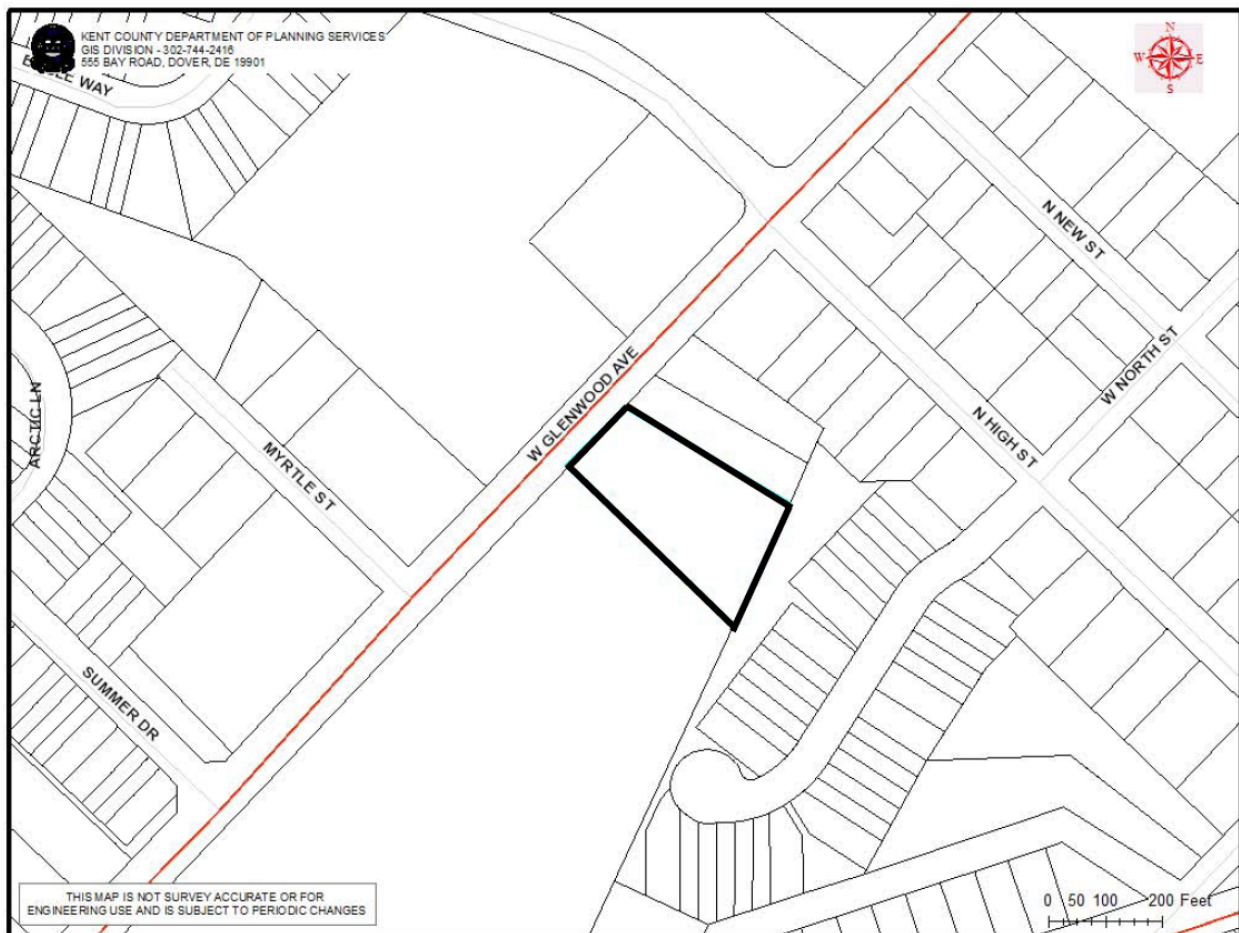 KENT COUNTY DEPARTMENT OF PLANNING SERVICES
GIS DIVISION - 302-744-2416
555 BAY ROAD, DOVER, DE 19901
N
W E
S
WAY
N NEW ST
W NORTH ST
W GLENWOOD AVE
ARCTIC LN
N HIGH ST
MYRTLE ST
SUMMER DR
THIS MAP IS NOT SURVEY ACCURATE OR FOR
ENGINEERING USE AND IS SUBJECT TO PERIODIC CHANGES
0 50 100 200 Feet